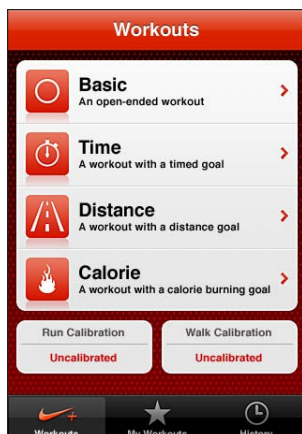 Workouts
Basic
An open-ended workout
Time
A workout with a timed goal
Distance
A workout with a distance goal
Calorie
A workout with a calorie burning goal
Run Calibration
Walk Calibration
Uncalibrated
Uncalibrated
Workouts
My Workouts
History